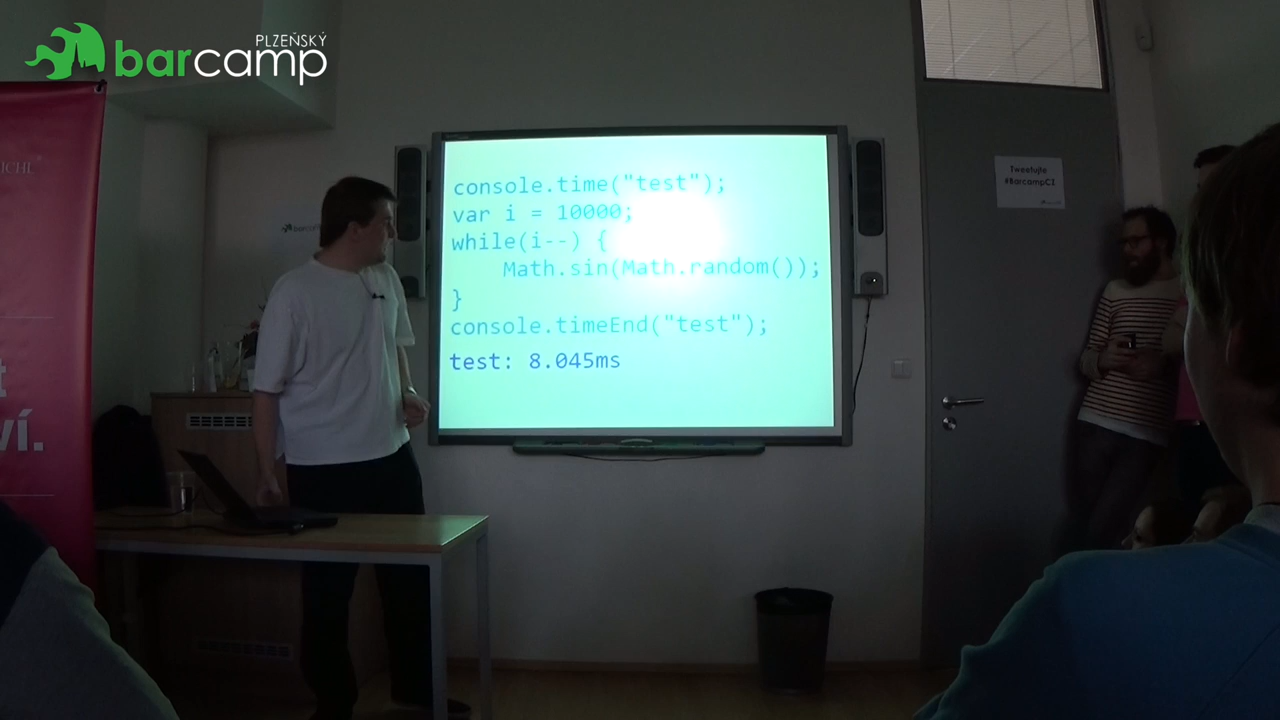 PLZEŇSKÝ
barcamp
console.time("test");
var i = 10000;
while(i--) {
    Math.sin(Math.random());
}
console.timeEnd("test");
test: 8.045ms
Tweetujte
#BarcampCZ
ví.